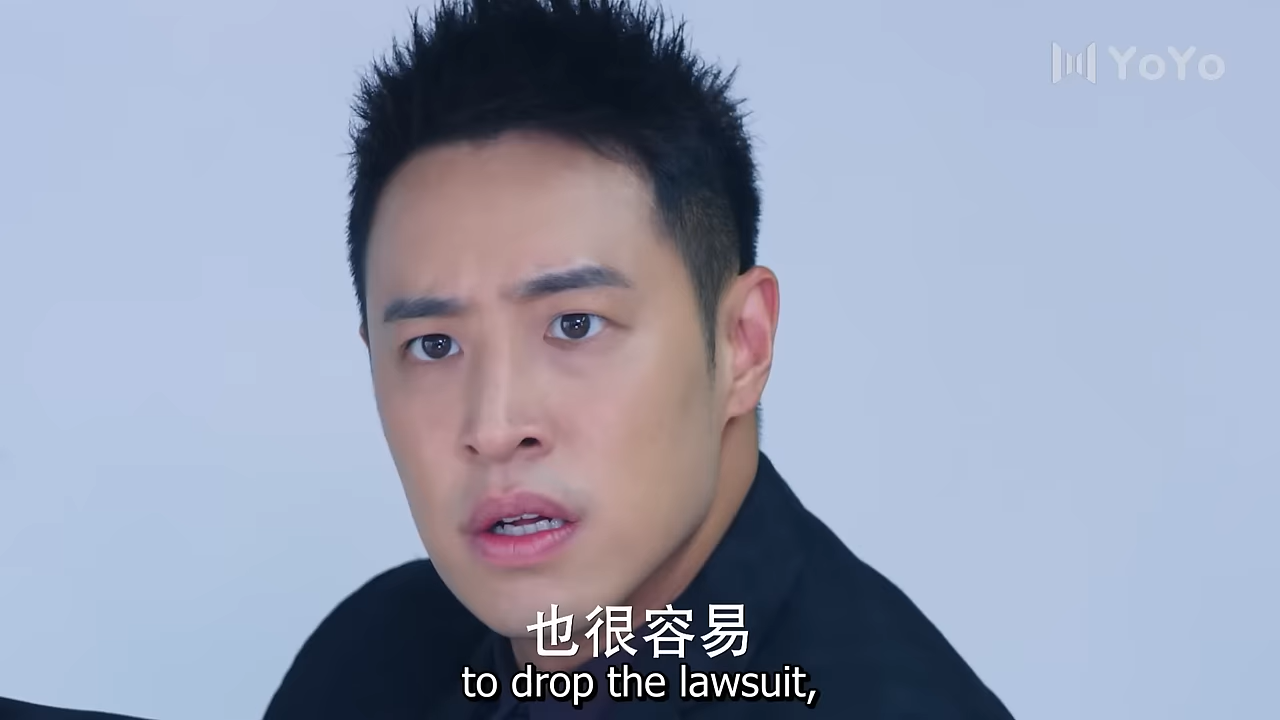 YoYo
也很容易
to drop the lawsuit,